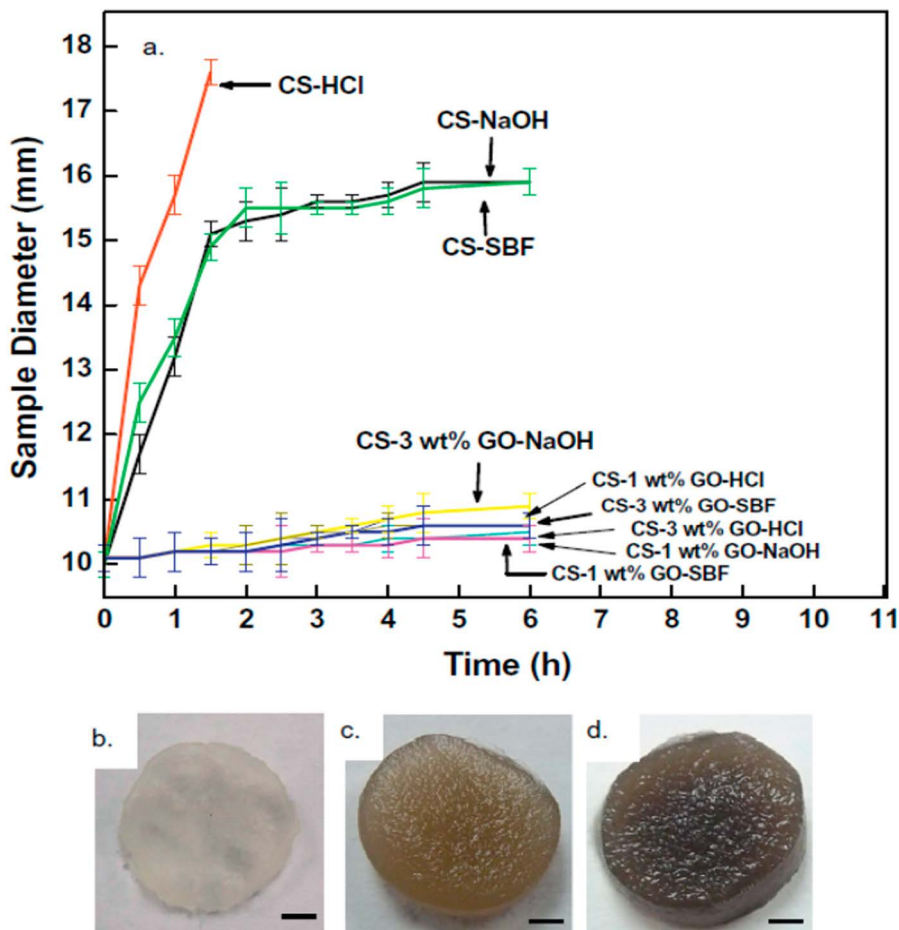 a.
CS-HCl
CS-NaOH
CS-SBF
CS-3 wt% GO-NaOH
CS-1 wt% GO-HCl
CS-3 wt% GO-SBF
CS-3 wt% GO-HCl
CS-1 wt% GO-NaOH
CS-1 wt% GO-SBF
Sample Diameter (mm)
18
17
16
15
14
13
12
11
10
0 1 2 3 4 5 6 7 8 9 10 11
Time (h)
b. c. d.